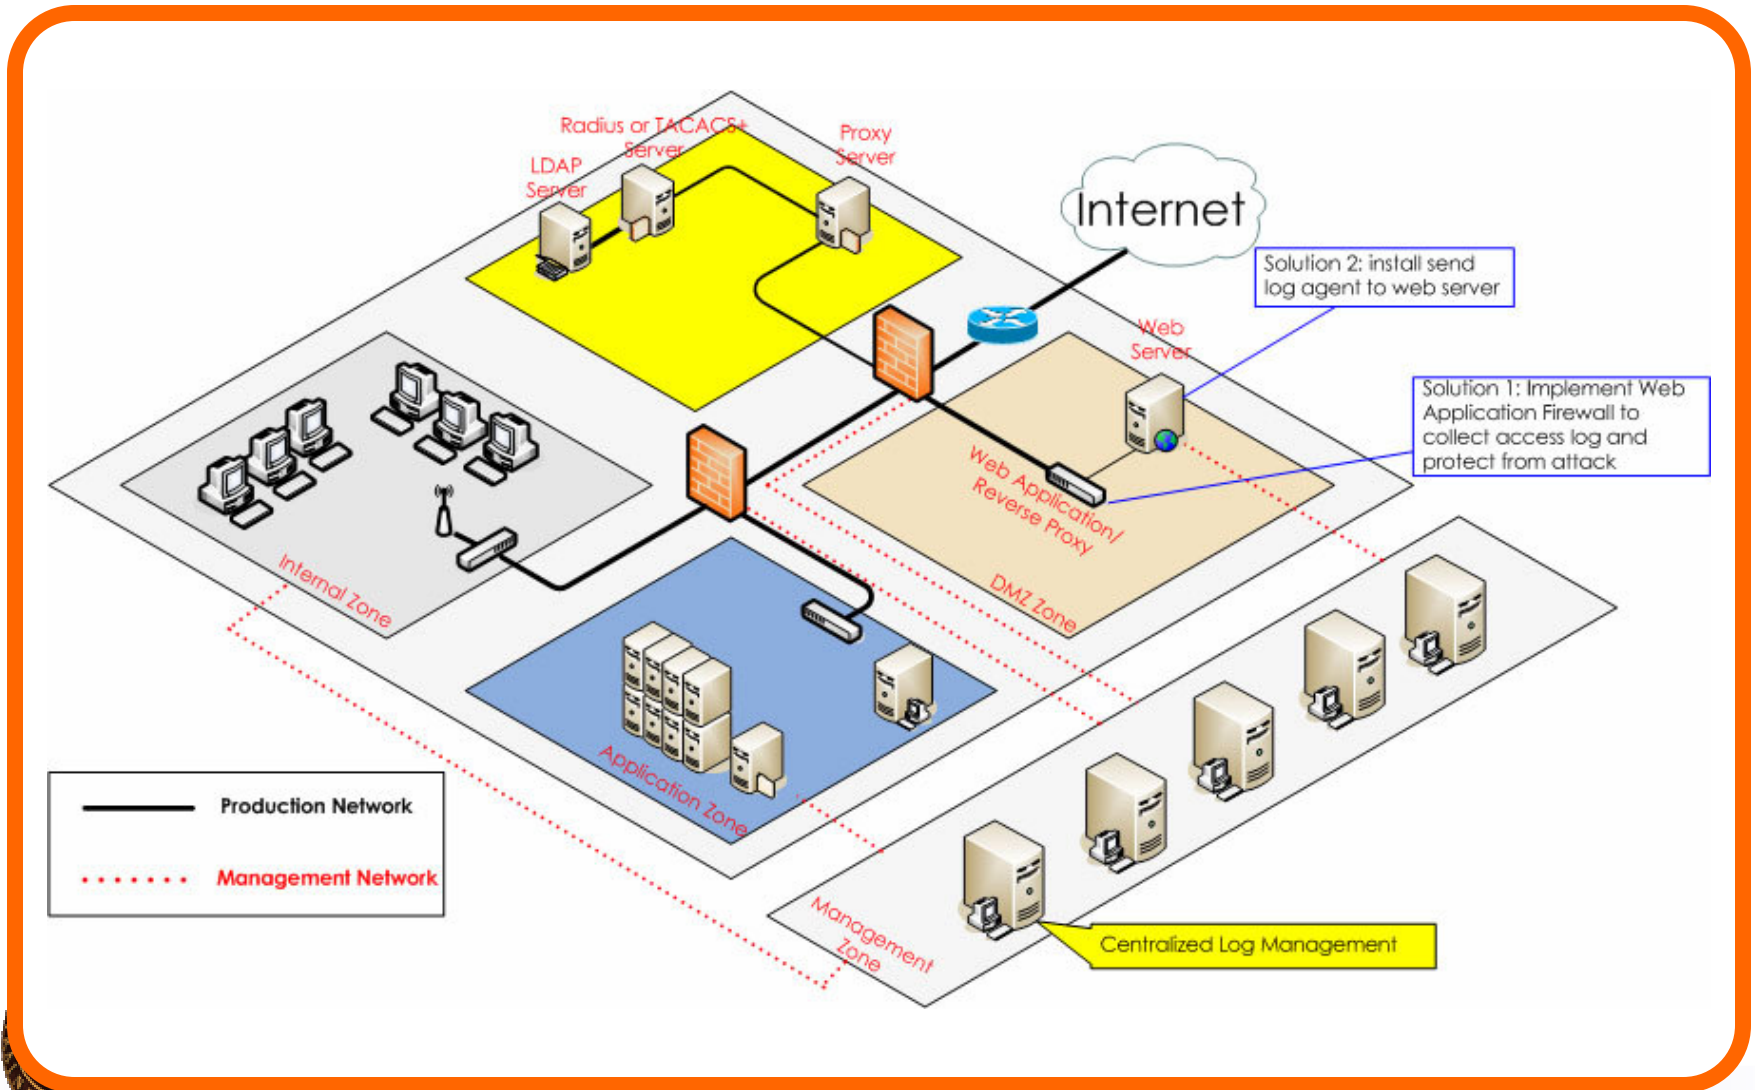 Radius or TACACS+
Server
Proxy
Server
LDAP
Server
Internet
Solution 2: install send
log agent to web server
Web
Server
Solution 1: Implement Web
Application Firewall to
collect access log and
protect from attack
Web Application/
Reverse Proxy
DMZ Zone
Internal Zone
Application Zone
Production Network
Management Network
Management
Zone
Centralized Log Management